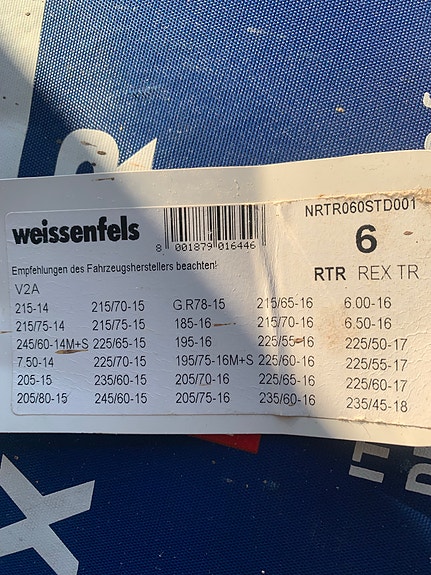 weissenfels
8 001879 016446
NRTR060STD001
6
RTR REX TR
Empfehlungen des Fahrzeugsherstellers beachten!
V2A
215-14 215/70-15 G.R78-15 215/65-16 6.00-16
215/75-14 215/75-15 185-16 215/70-16 6.50-16
245/60-14M+S 225/65-15 195-16 225/55-16 225/50-17
7.50-14 225/70-15 195/75-16M+S 225/60-16 225/55-17
205-15 235/60-15 205/70-16 225/65-16 225/60-17
205/80-15 245/60-15 205/75-16 235/60-16 235/45-18
X
IT